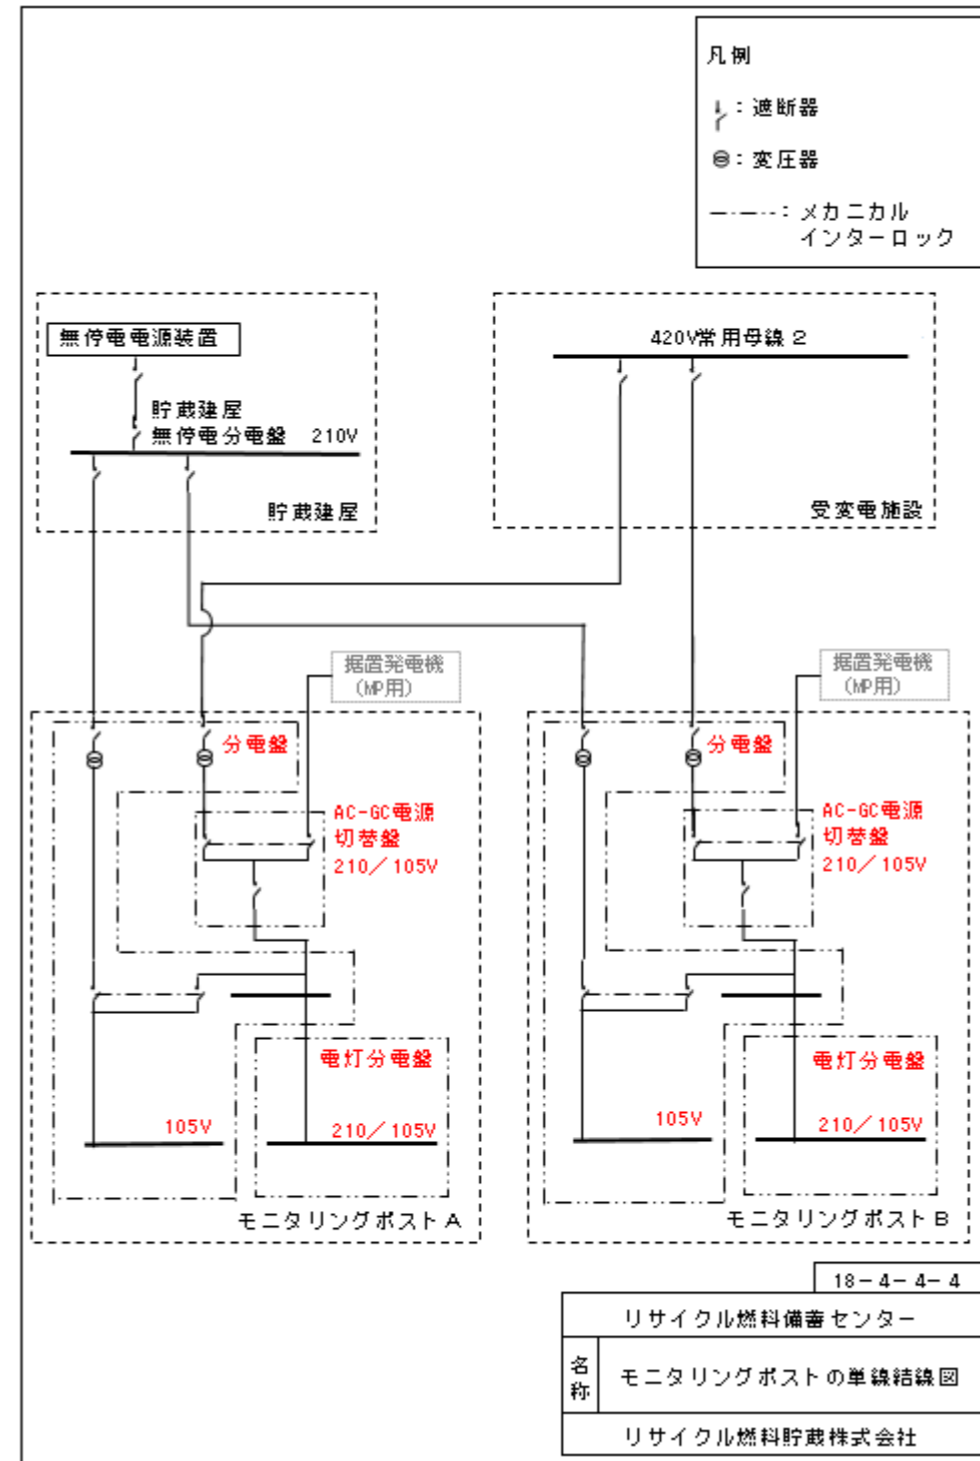 凡例
：遮断器
：変圧器
：メカニカル
インターロック
無停電電源装置
貯蔵建屋
無停電分電盤 210V
貯蔵建屋
420V常用母線２
受変電施設
据置発電機
（MP用）
据置発電機
（MP用）
分電盤
AC-GC電源
切替盤
210／105V
電灯分電盤
105V
210／105V
モニタリングポストＡ
分電盤
AC-GC電源
切替盤
210／105V
電灯分電盤
105V
210／105V
モニタリングポストＢ
18－4－4－4
リサイクル燃料備蓄センター
名称
モニタリングポストの単線結線図
リサイクル燃料貯蔵株式会社